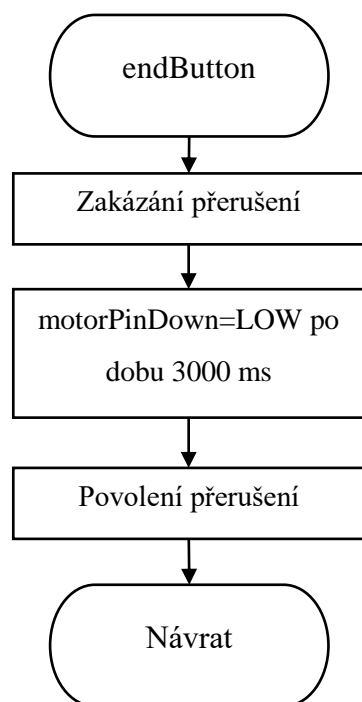 endButton
Zakázání přerušení
motorPinDown=LOW po
dobu 3000 ms
Povolení přerušení
Návrat